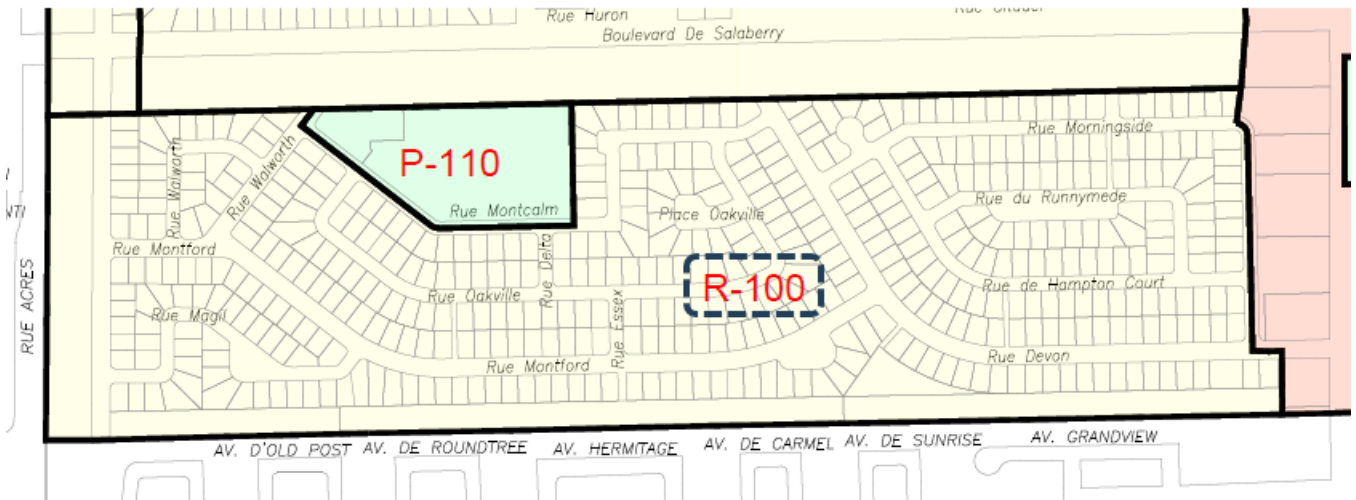 Rue Huron
Boulevard De Salaberry
Rue Morningside
Rue Walworth
Rue Walworth
P-110
Rue Montcalm
Place Oakville
Rue du Runnymede
Rue Montford
Rue Delta
R-100
Rue de Hampton Court
Rue Oakville
Rue Essex
Rue Magil
RUE ACRES
Rue Montford
Rue Devon
AV. D'OLD POST
AV. DE ROUNDTREE
AV. HERMITAGE
AV. DE CARMEL
AV. DE SUNRISE
AV. GRANDVIEW